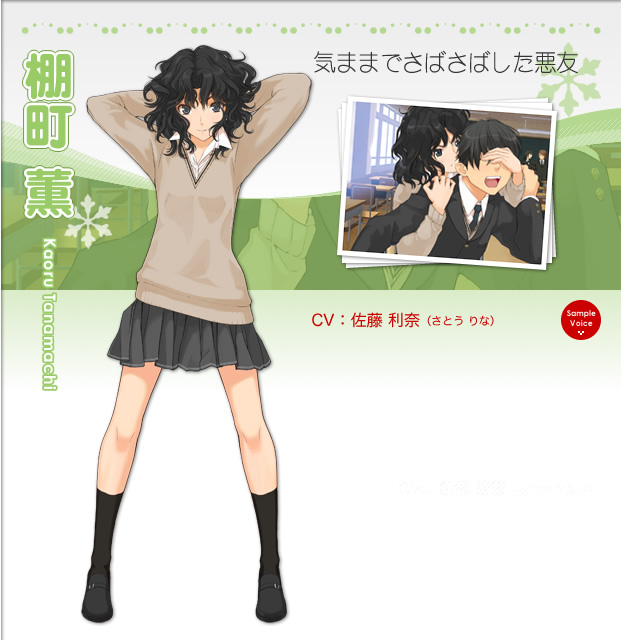 棚町 薫
Kaoru Tanamachi
気ままでさばさばした悪友
CV：佐藤 利奈（さとう りな）
Sample
Voice